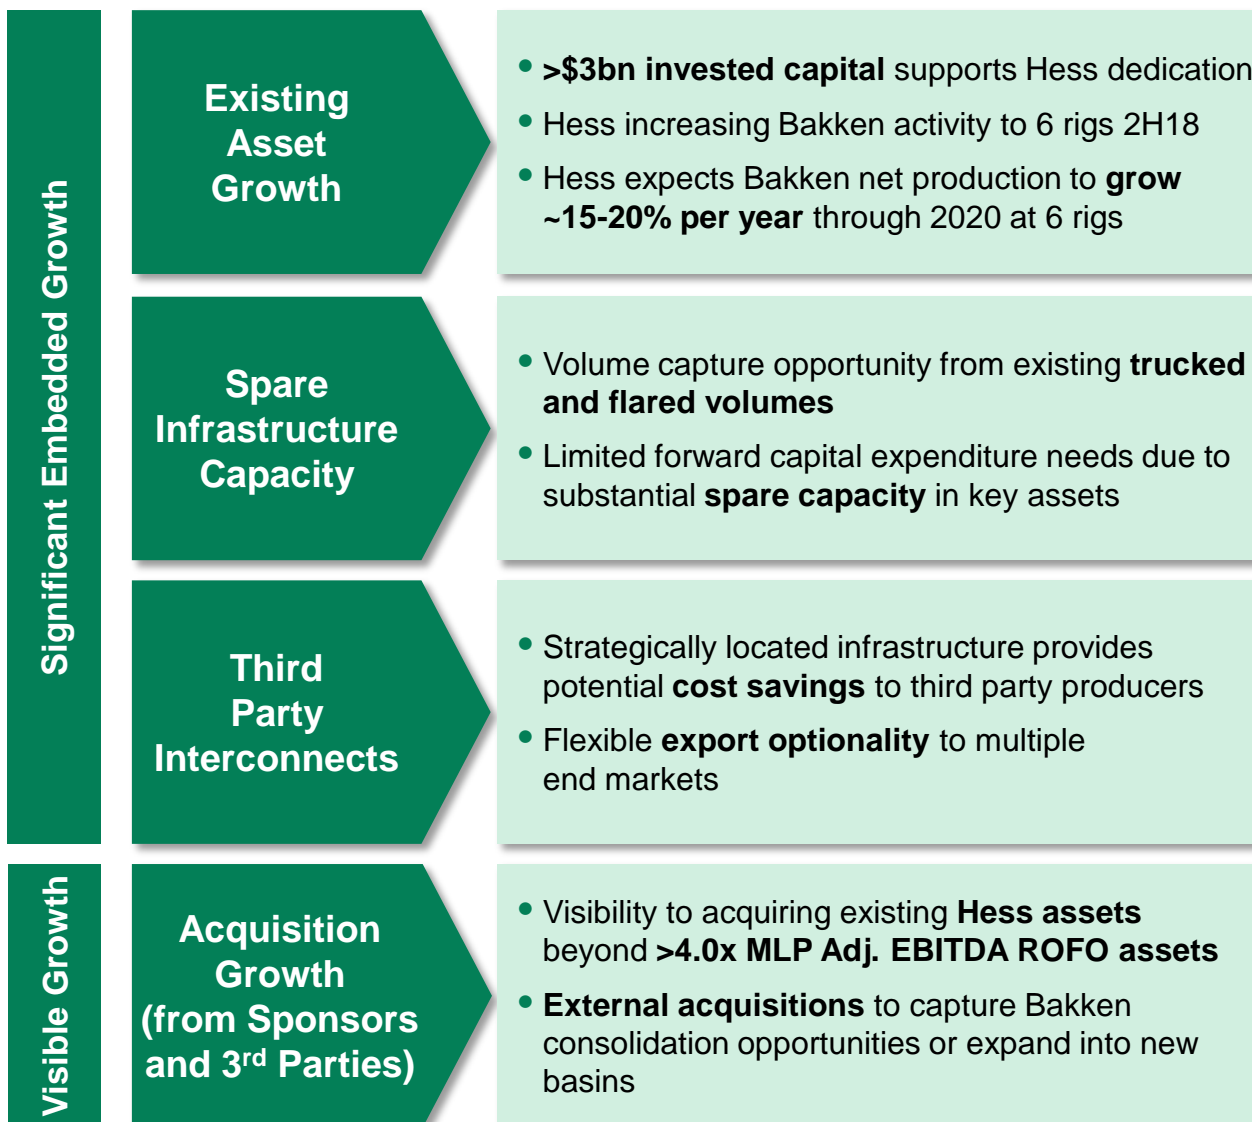 Significant Embedded Growth
Existing
Asset
Growth
• >$3bn invested capital supports Hess dedication
• Hess increasing Bakken activity to 6 rigs 2H18
• Hess expects Bakken net production to grow
~15-20% per year through 2020 at 6 rigs
Spare
Infrastructure
Capacity
• Volume capture opportunity from existing trucked
and flared volumes
• Limited forward capital expenditure needs due to
substantial spare capacity in key assets
Third
Party
Interconnects
• Strategically located infrastructure provides
potential cost savings to third party producers
• Flexible export optionality to multiple
end markets
Visible Growth
Acquisition
Growth
(from Sponsors
and 3rd Parties)
• Visibility to acquiring existing Hess assets
beyond >4.0x MLP Adj. EBITDA ROFO assets
• External acquisitions to capture Bakken
consolidation opportunities or expand into new
basins